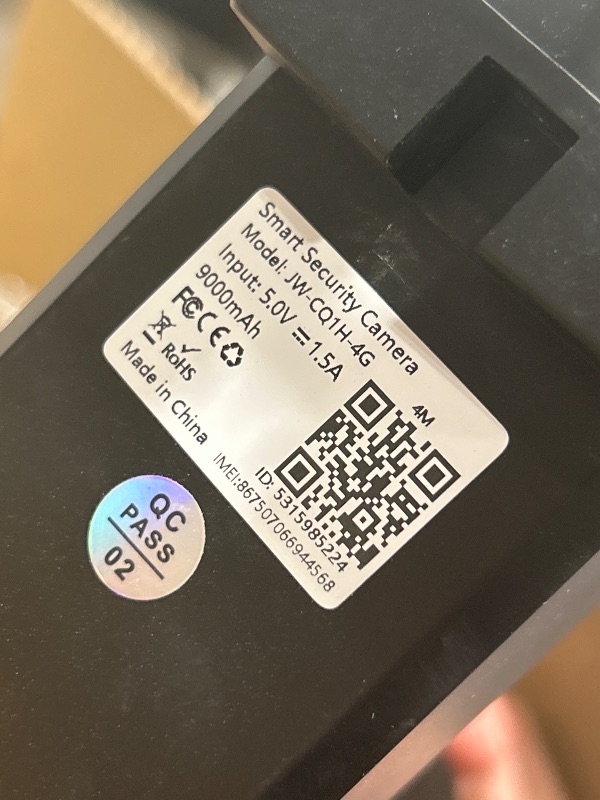 Smart Security Camera
Model: JW-CQ1H-4G
Input: 5.0V⎓1.5A
9000mAh
FC CE
RoHS
Made in China
4M
ID: 5315985224
IMEI:867507066944568
QC
PASS
02